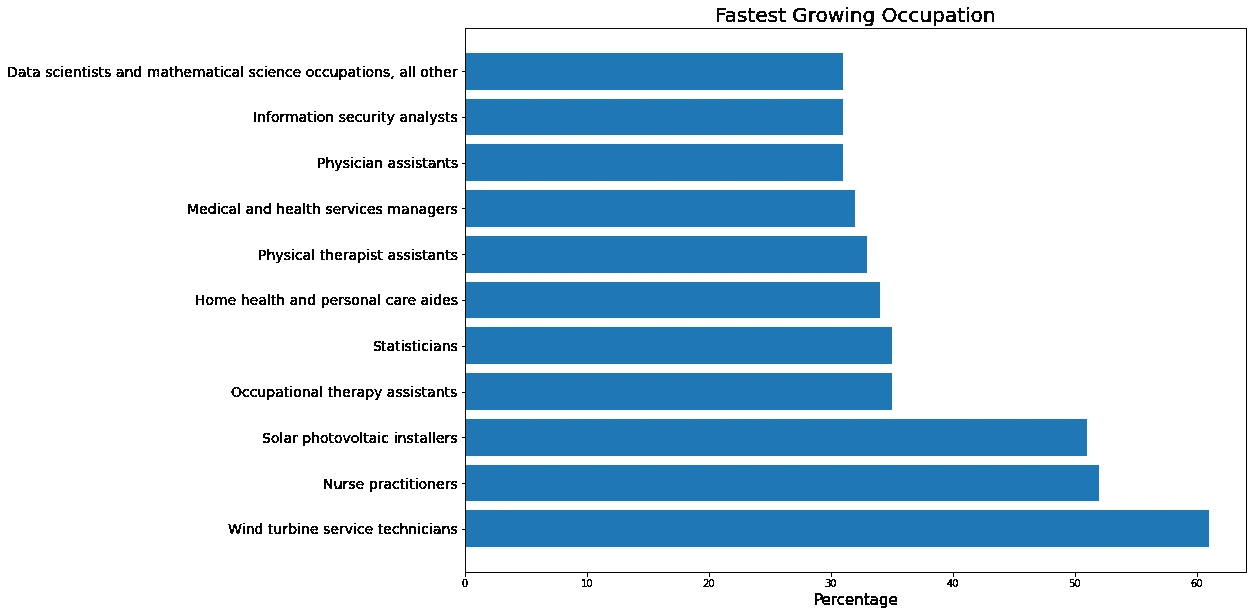 Fastest Growing Occupation
Data scientists and mathematical science occupations, all other
Information security analysts
Physician assistants
Medical and health services managers
Physical therapist assistants
Home health and personal care aides
Statisticians
Occupational therapy assistants
Solar photovoltaic installers
Nurse practitioners
Wind turbine service technicians
0 10 20 30 40 50 60
Percentage